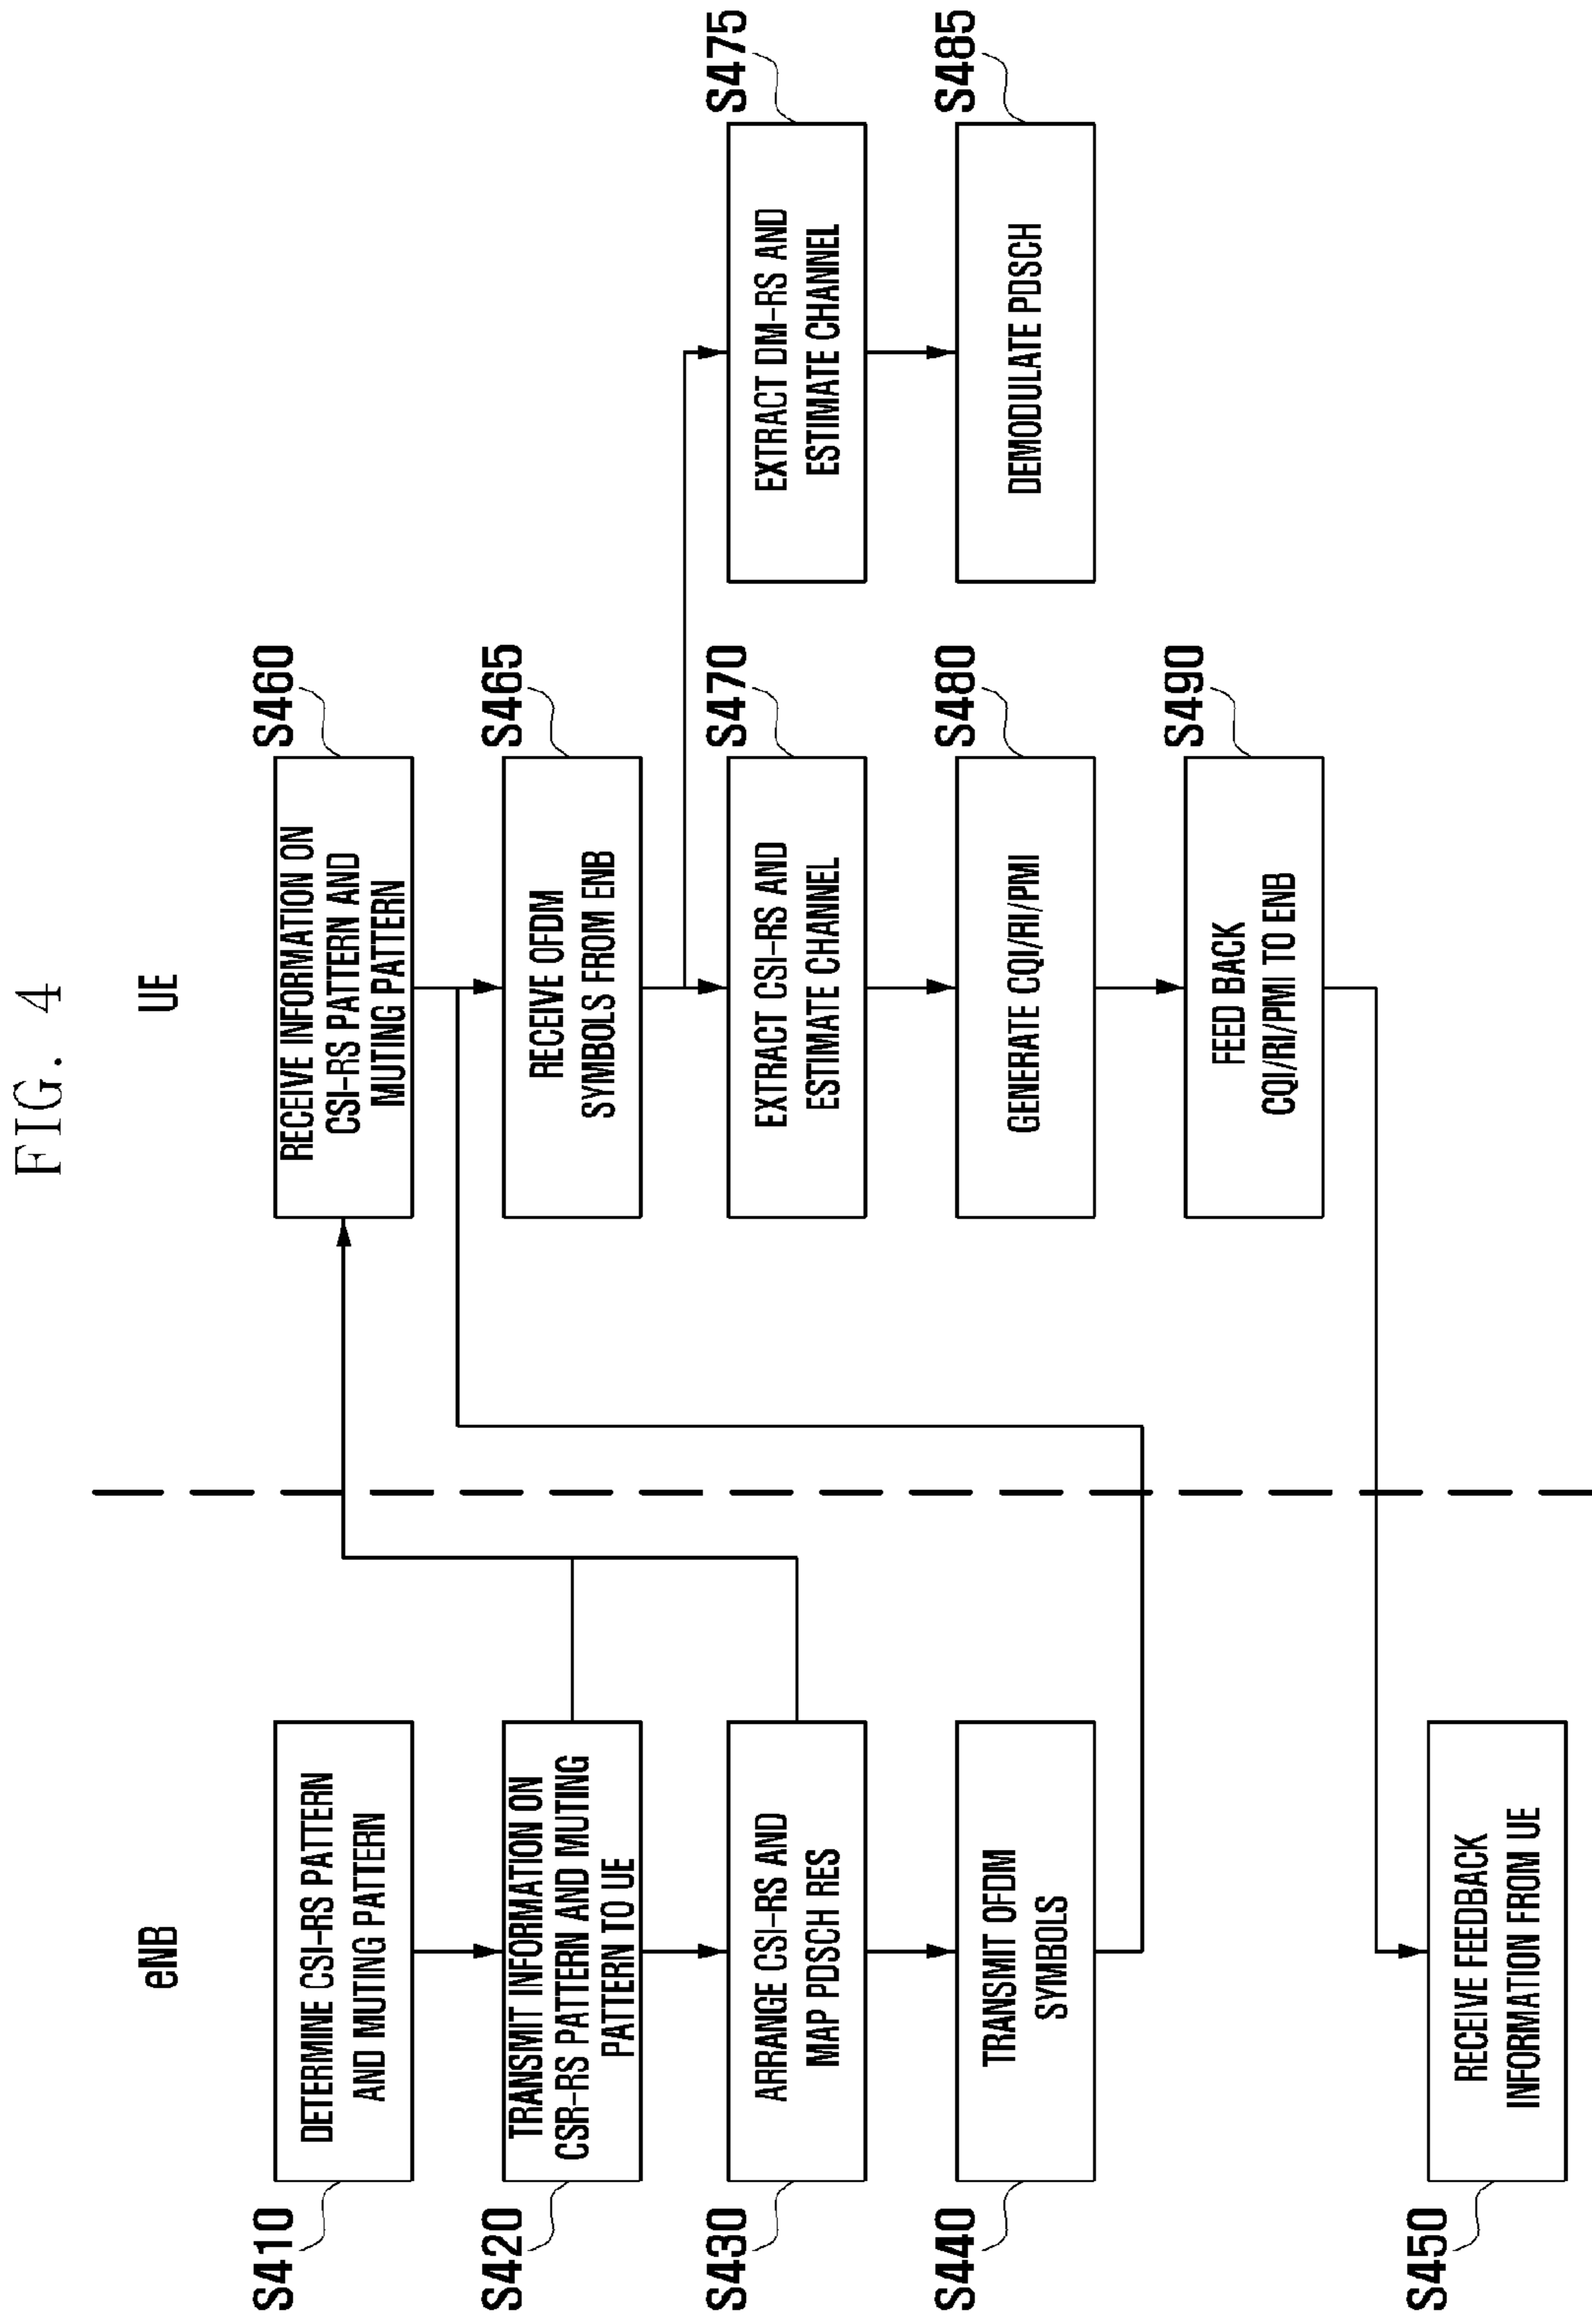 FIG. 4
eNB
UE
S410
DETERMINE CSI-RS PATTERN
AND MUTING PATTERN
S420
TRANSMIT INFORMATION ON
CSR-RS PATTERN AND MUTING
PATTERN TO UE
S430
ARRANGE CSI-RS AND
MAP PDSCH RES
S440
TRANSMIT OFDM
SYMBOLS
S450
RECEIVE FEEDBACK
INFORMATION FROM UE
S460
RECEIVE INFORMATION ON
CSI-RS PATTERN AND
MUTING PATTERN
S465
RECEIVE OFDM
SYMBOLS FROM ENB
S470
EXTRACT CSI-RS AND
ESTIMATE CHANNEL
S480
GENERATE CQI/RI/PMI
S490
FEED BACK
CQI/RI/PMI TO ENB
S475
EXTRACT DM-RS AND
ESTIMATE CHANNEL
S485
DEMODULATE PDSCH